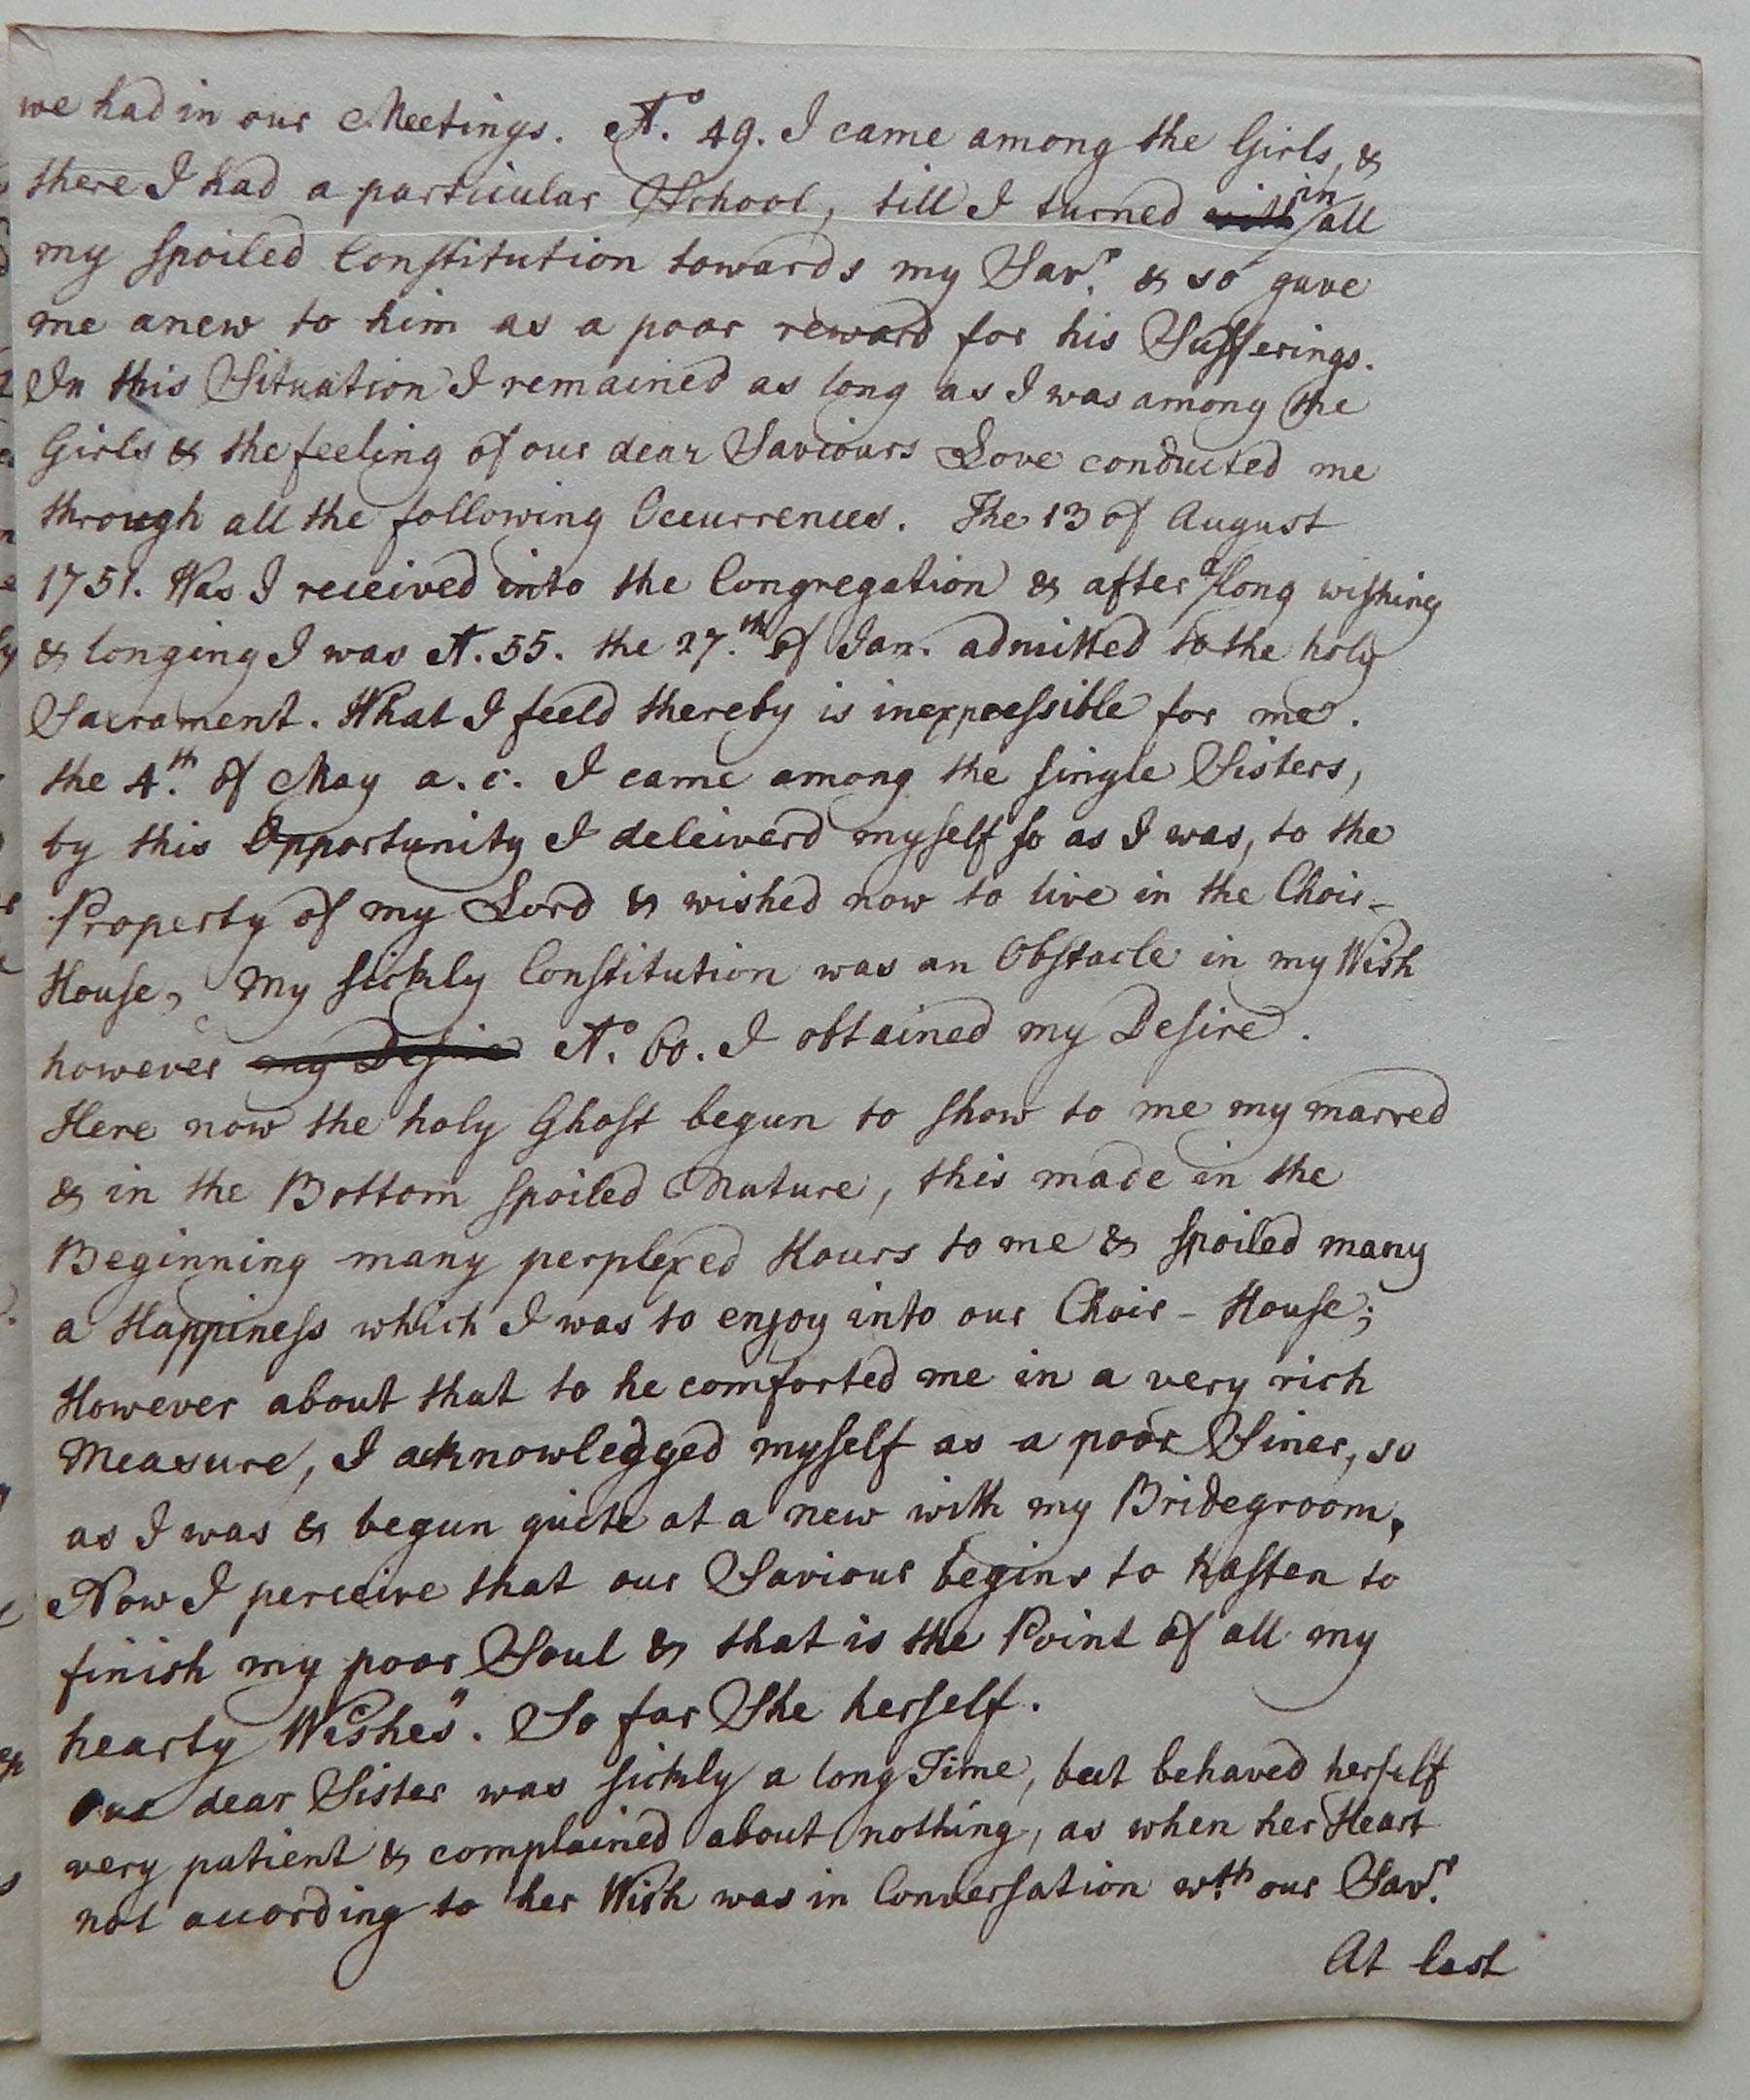 we had in our Meetings. Ao. 49. I came among the Girls, &
there I had a particular School, till I turned with in all
my spoiled Constitution towards my Savr. & so gave
me anew to him as a poor reward for his Sufferings.
In this Situation I remained as long as I was among the
Girls & the feeling of our dear Saviours Love conducted me
through all the following Occurrences. The 13 of August
1751. Was I received into the Congregation & after a long wishing
& longing I was A. 55. the 27.th of Jan. admitted to the holy
Sacrament. What I feeld thereby is inexpressible for me.
the 4.th of May a. c. I came among the single Sisters,
by this Opportunity I deleiverd myself so as I was, to the
Property of my Lord & wished now to live in the Choir-
House, My sickly Constitution was an Obstacle in my Wish
however my Desire Ao. 60. I obtained my Desire.
Here now the holy Ghost begun to show to me my marred
& in the Bottom spoiled Nature, this made in the
Beginning many perplexed Hours to me & spoiled many
a Happiness which I was to enjoy into our Choir-House;
However about that to he comforted me in a very rich
Measure, I acknowledgged myself as a poor Siner, so
as I was & begun quite at a new with my Bridegroom,
Now I perceive that our Saviour begins to hasten to
finish my poor Soul & that is the Point of all my
hearty Wishes". So far She herself.
Our dear Sister was sickly a long Time, but behaved herself
very patient & complained about nothing, as when her Heart
not acording to her Wish was in Conversation wth. our Savr.
At last